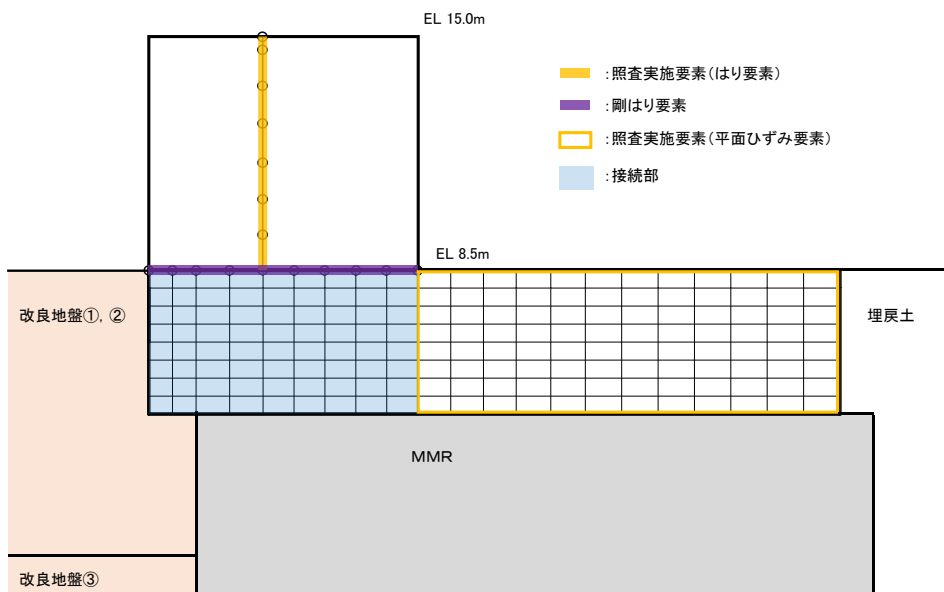 EL 15.0m
:照査実施要素(はり要素)
:剛はり要素
:照査実施要素(平面ひずみ要素)
:接続部
EL 8.5m
改良地盤①, ②
埋戻土
MMR
改良地盤③